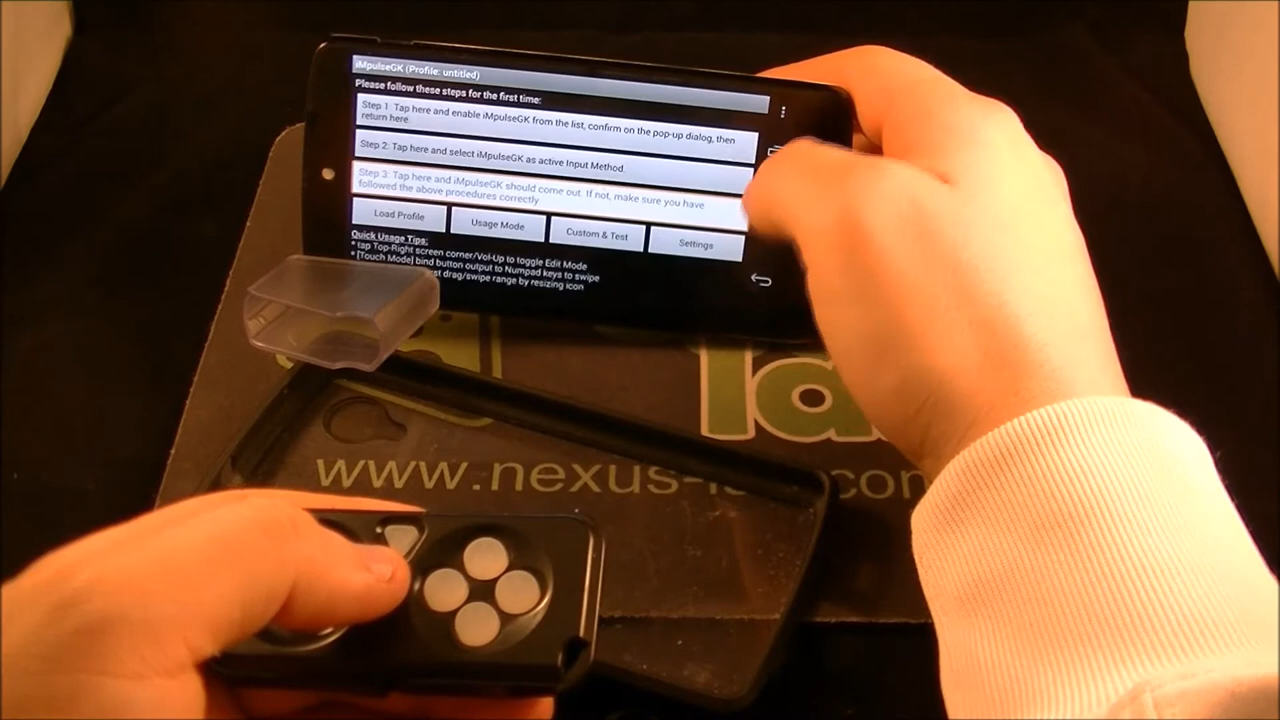 iMpulseGK (Profile: untitled)
Please follow these steps for the first time:
Step 1: Tap here and enable iMpulseGK from the list, confirm on the pop-up dialog, then
return here.
Step 2: Tap here and select iMpulseGK as active Input Method.
Step 3: Tap here and iMpulseGK should come out. If not, make sure you have
followed the above procedures correctly
Load Profile
Usage Mode
Custom & Test
Settings
Quick Usage Tips:
* tap Top-Right screen corner/Vol-Up to toggle Edit Mode
* [Touch Mode] bind button output to Numpad keys to swipe
drag/swipe range by resizing icon
la
www.nexus-la
.com